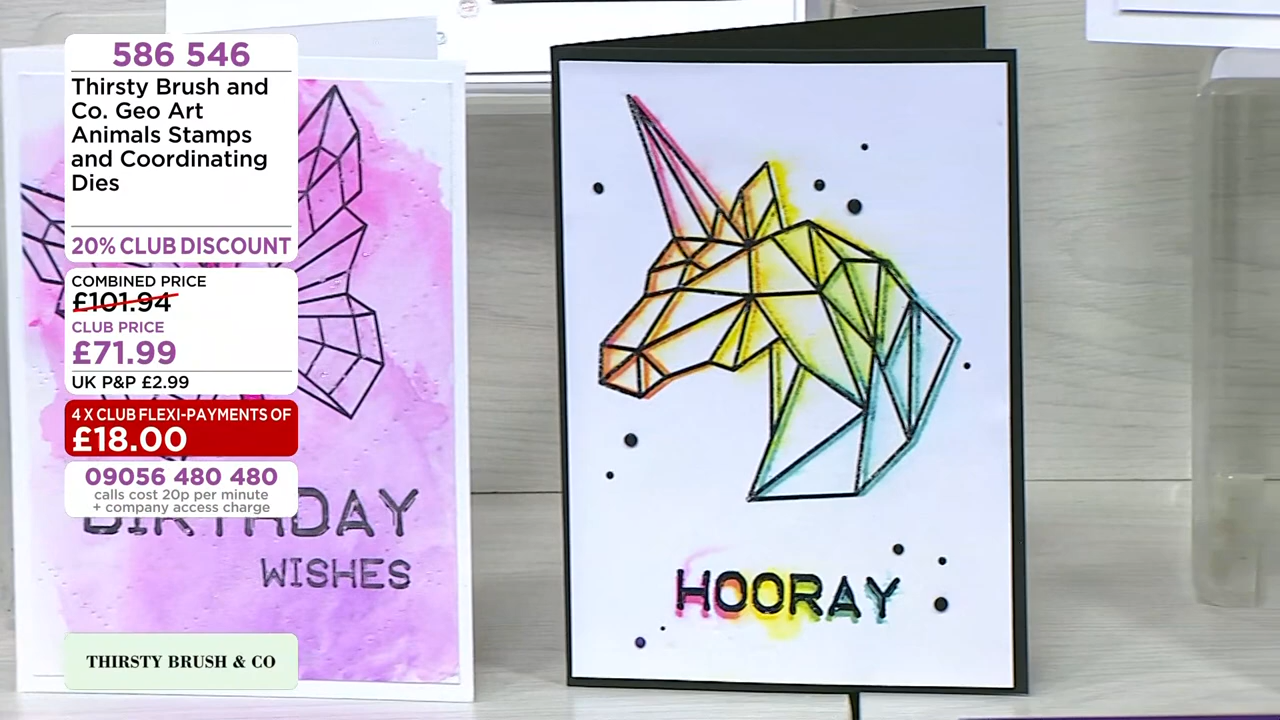 586 546
Thirsty Brush and
Co. Geo Art
Animals Stamps
and Coordinating
Dies
20% CLUB DISCOUNT
COMBINED PRICE
£101.94
CLUB PRICE
£71.99
UK P&P £2.99
4 X CLUB FLEXI-PAYMENTS OF
£18.00
09056 480 480
calls cost 20p per minute
+ company access charge
THIRSTY BRUSH & CO
BIRTHDAY
WISHES
HOORAY